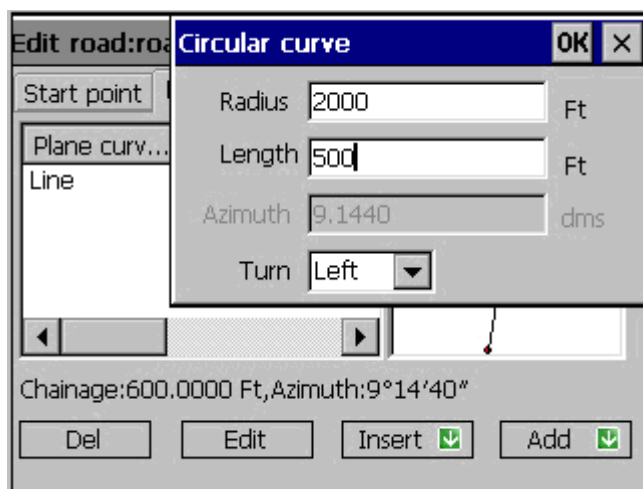 Edit road:roa
Circular curve OK ×
Start point
Radius 2000 Ft
Plane curv...
Length 500 Ft
Line
Azimuth 9.1440 dms
Turn Left
Chainage:600.0000 Ft,Azimuth:9°14′40″
Del Edit Insert Add